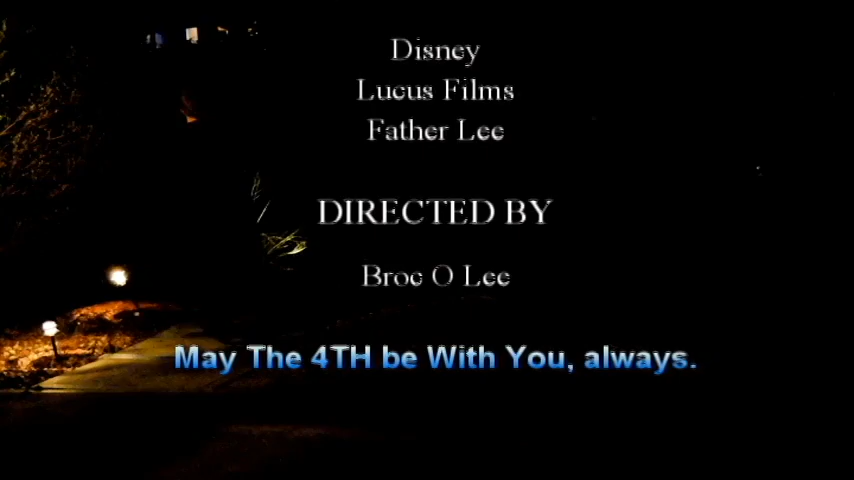 Disney
Lucus Films
Father Lee
DIRECTED BY
Broc O Lee
May The 4TH be With You, always.